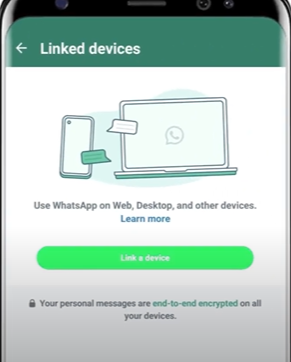 Linked devices
Use WhatsApp on Web, Desktop, and other devices.
Learn more
Link a device
Your personal messages are end-to-end encrypted on all
your devices.